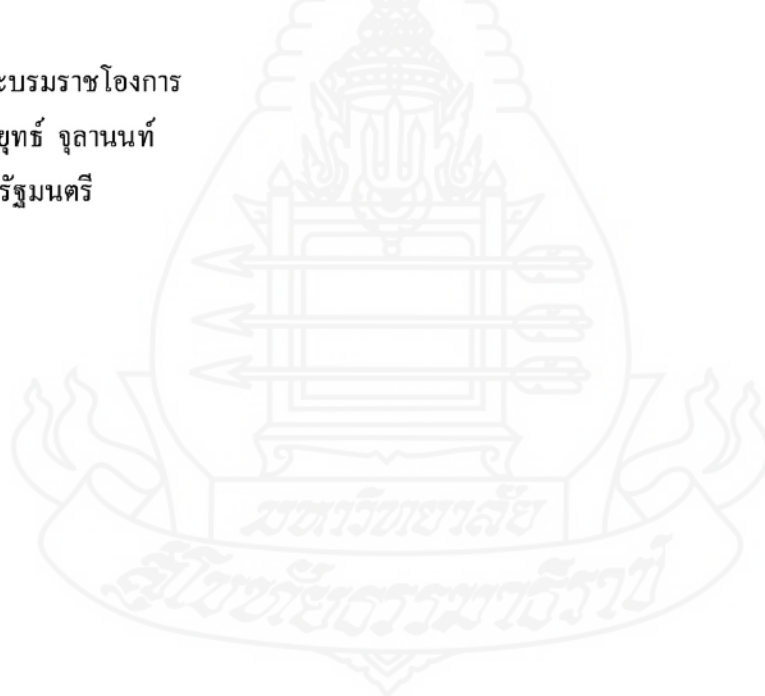 ะบรมราชโองการ
ยุทธ์ จุลานนท์
รัฐมนตรี
มหาวิทยาลัย
สุโขทัยธรรมาธิราช